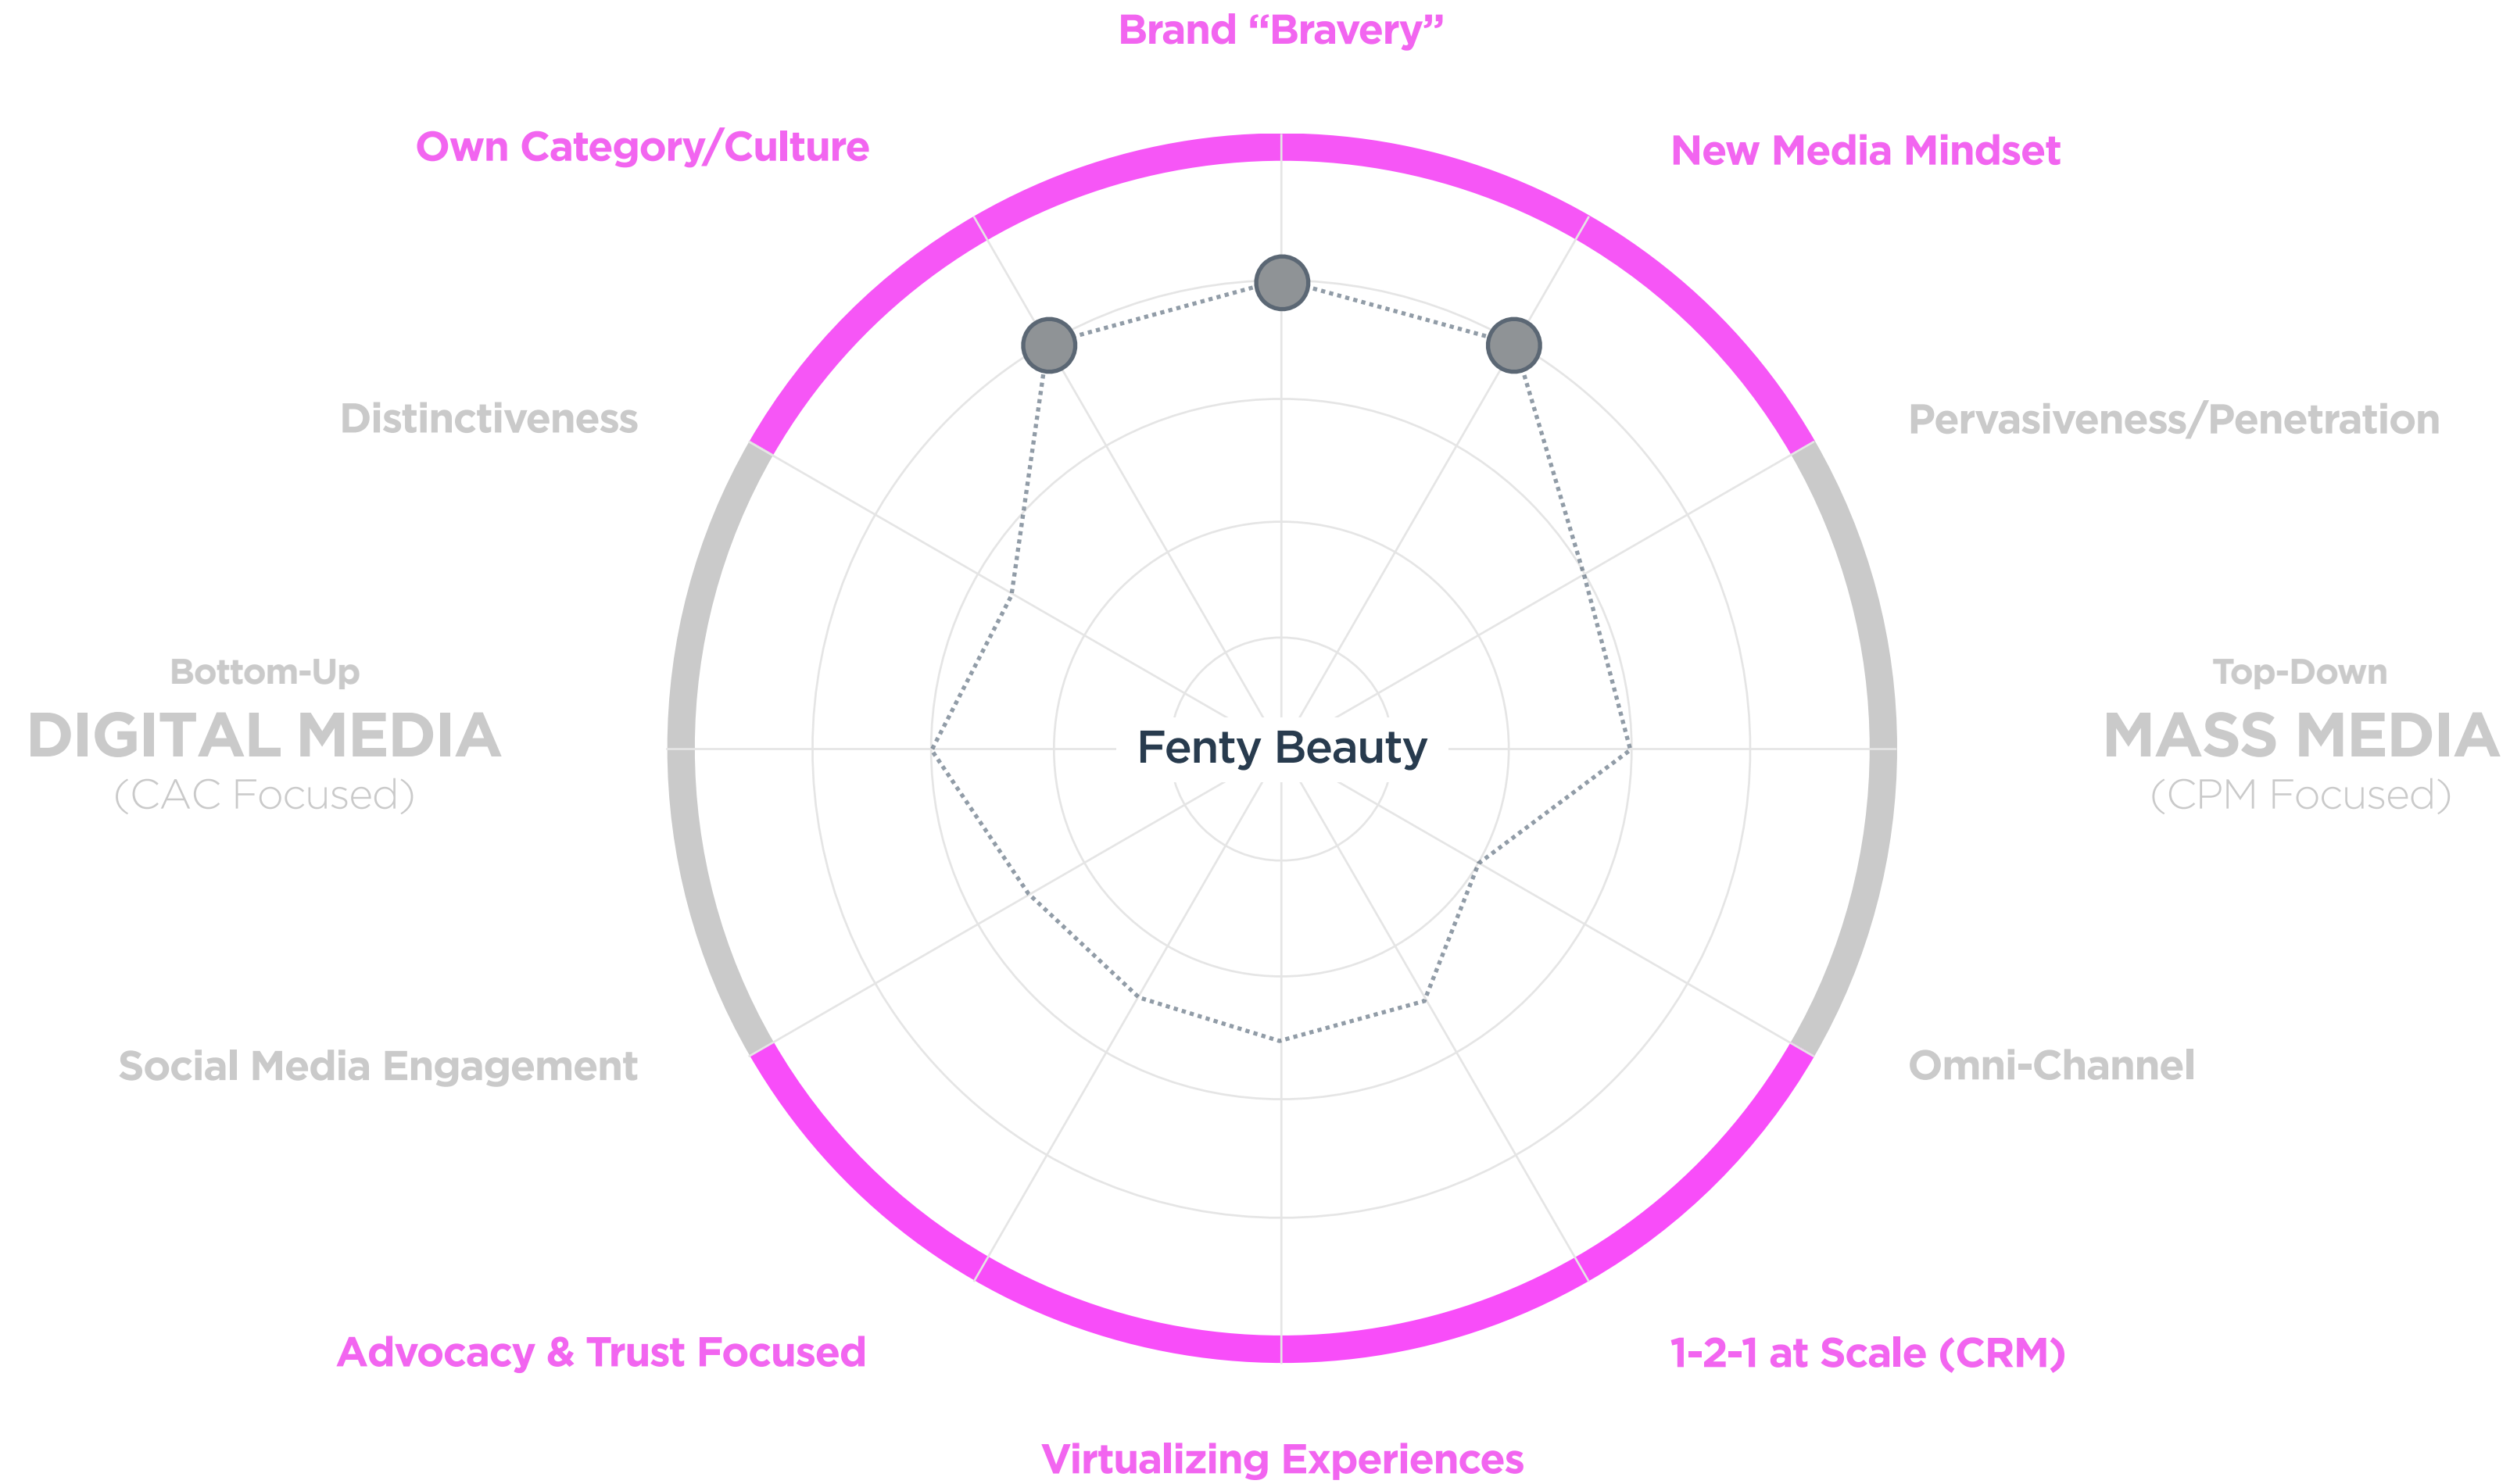 Brand “Bravery”
Own Category/Culture
New Media Mindset
Distinctiveness
Pervasiveness/Penetration
Bottom-Up
DIGITAL MEDIA
(CAC Focused)
Fenty Beauty
Top-Down
MASS MEDIA
(CPM Focused)
Social Media Engagement
Omni-Channel
Advocacy & Trust Focused
1-2-1 at Scale (CRM)
Virtualizing Experiences